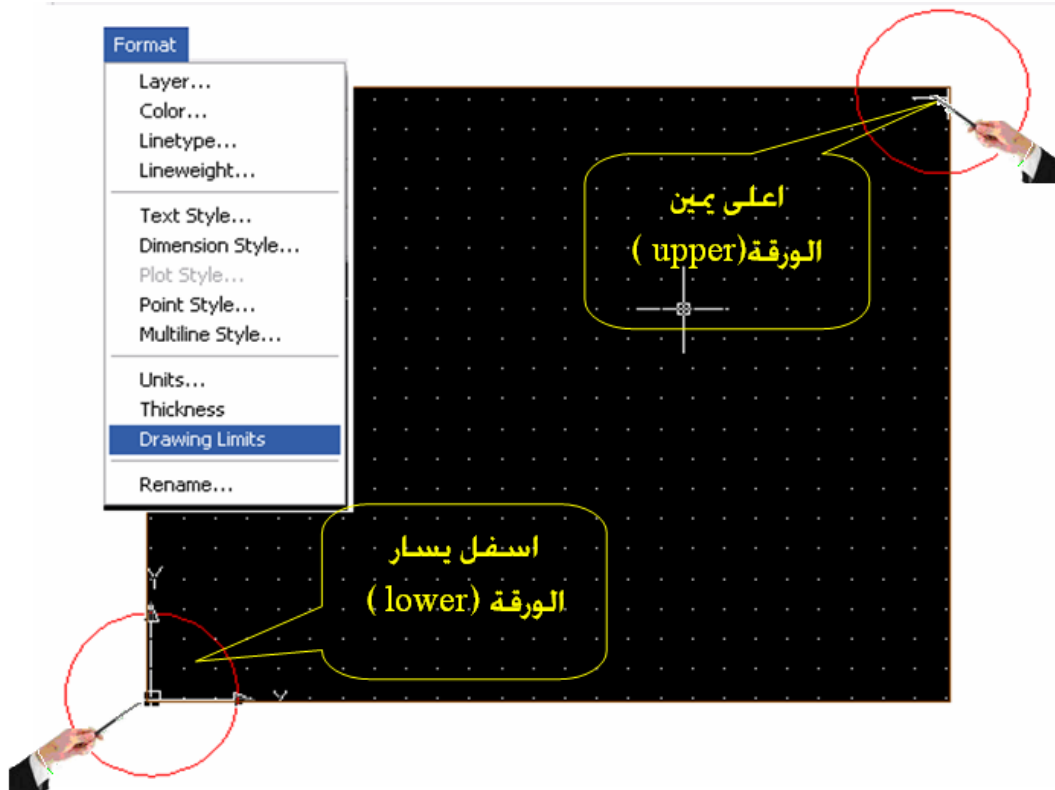 Format
Layer...
Color...
Linetype...
Lineweight...
Text Style...
Dimension Style...
Plot Style...
Point Style...
Multiline Style...
Units...
Thickness
Drawing Limits
Rename...
اعلى يمين
الورقة(upper )
اسفل يسار
الورقة (lower )
Y
X